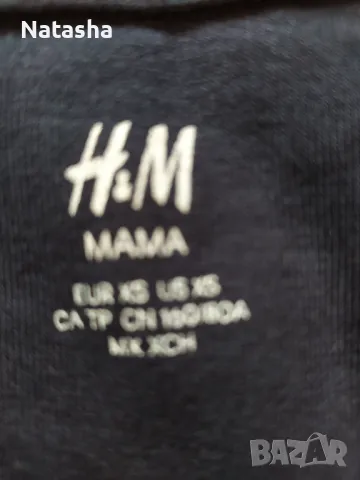 Natasha
H&M
MAMA
EUR XS US XS
CA TP CN 160/80A
MX XCH
BAZAR